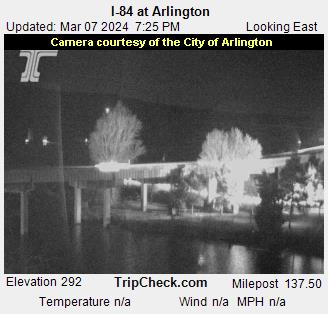 I-84 at Arlington
Updated: Mar 07 2024 7:25 PM Looking East
Camera courtesy of the City of Arlington
Elevation 292 TripCheck.com Milepost 137.50
Temperature n/a Wind n/a MPH n/a